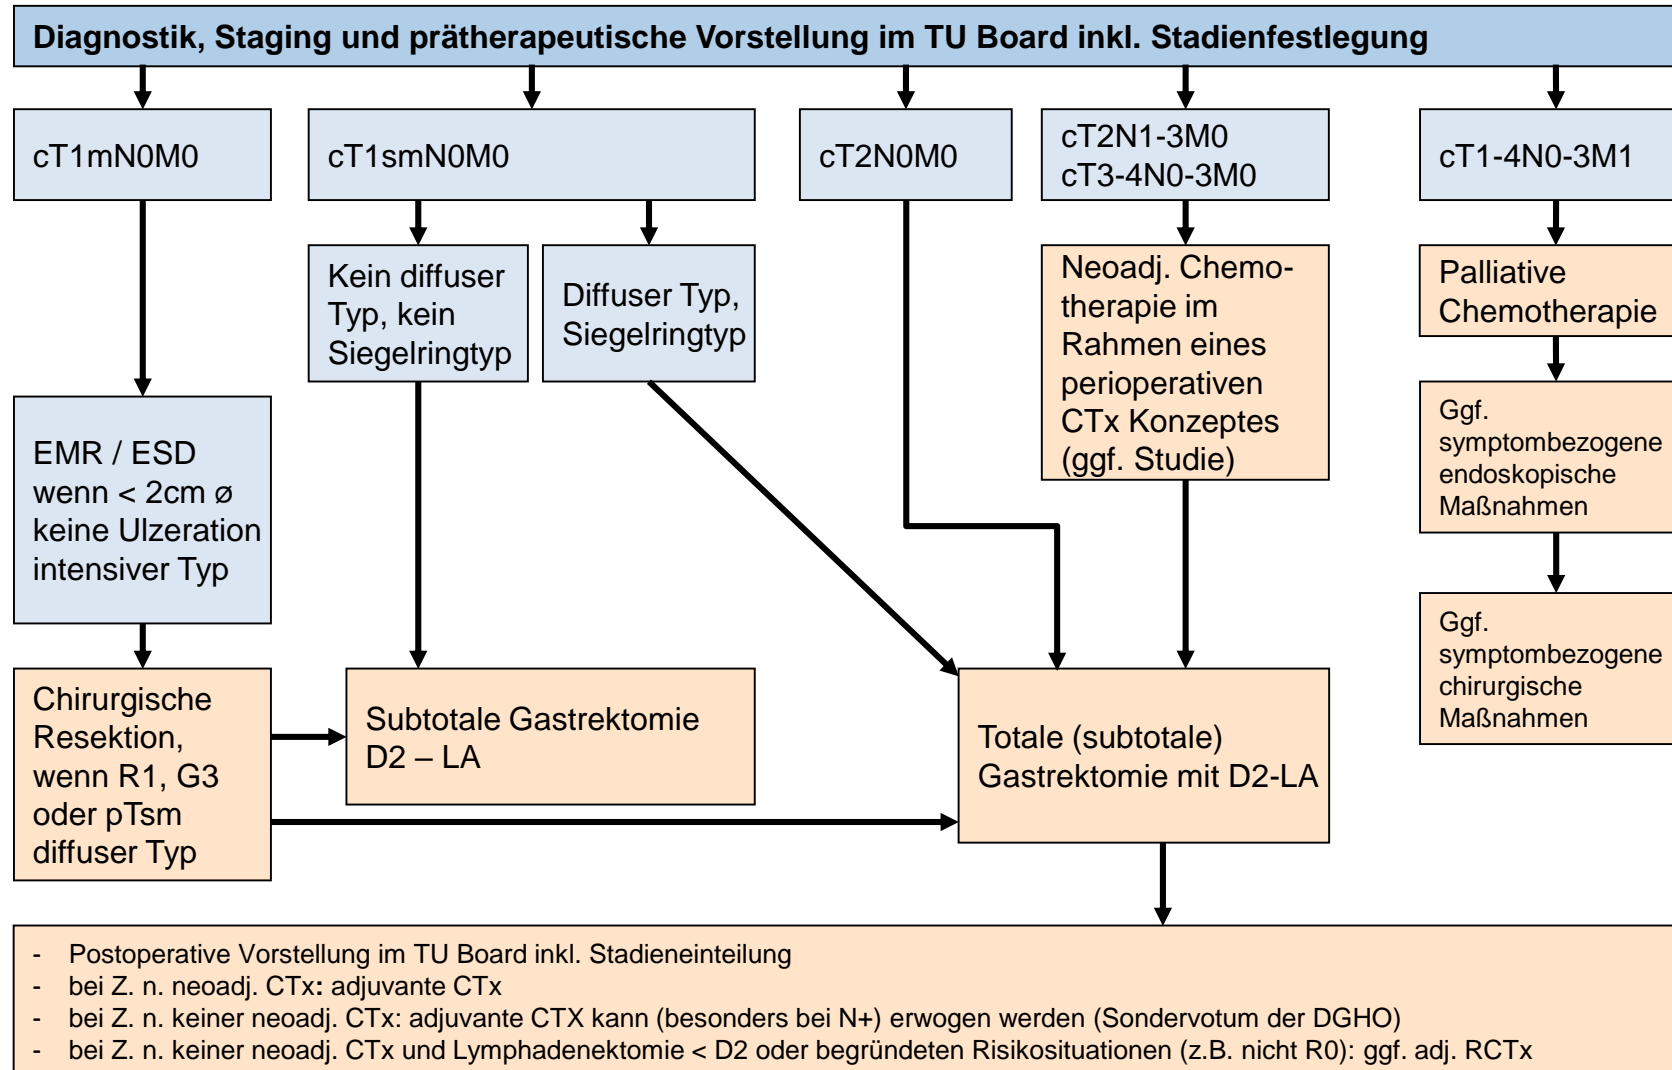 Diagnostik, Staging und prätherapeutische Vorstellung im TU Board inkl. Stadienfestlegung
cT1mN0M0
cT1smN0M0
cT2N0M0
cT2N1-3M0
cT3-4N0-3M0
cT1-4N0-3M1
Kein diffuser
Typ, kein
Siegelringtyp
Diffuser Typ,
Siegelringtyp
Neoadj. Chemo-
therapie im
Rahmen eines
perioperativen
CTx Konzeptes
(ggf. Studie)
Palliative
Chemotherapie
EMR / ESD
wenn < 2cm ø
keine Ulzeration
intensiver Typ
Ggf.
symptombezogene
endoskopische
Maßnahmen
Ggf.
symptombezogene
chirurgische
Maßnahmen
Chirurgische
Resektion,
wenn R1, G3
oder pTsm
diffuser Typ
Subtotale Gastrektomie
D2 – LA
Totale (subtotale)
Gastrektomie mit D2-LA
- Postoperative Vorstellung im TU Board inkl. Stadieneinteilung
- bei Z. n. neoadj. CTx: adjuvante CTx
- bei Z. n. keiner neoadj. CTx: adjuvante CTX kann (besonders bei N+) erwogen werden (Sondervotum der DGHO)
- bei Z. n. keiner neoadj. CTx und Lymphadenektomie < D2 oder begründeten Risikosituationen (z.B. nicht R0): ggf. adj. RCTx